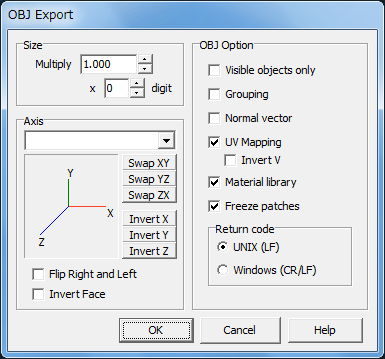 OBJ Export
Size
Multiply 1.000
x 0 digit
Axis
Y
X
Z
Swap XY
Swap YZ
Swap ZX
Invert X
Invert Y
Invert Z
Flip Right and Left
Invert Face
OBJ Option
Visible objects only
Grouping
Normal vector
UV Mapping
Invert V
Material library
Freeze patches
Return code
UNIX (LF)
Windows (CR/LF)
OK Cancel Help